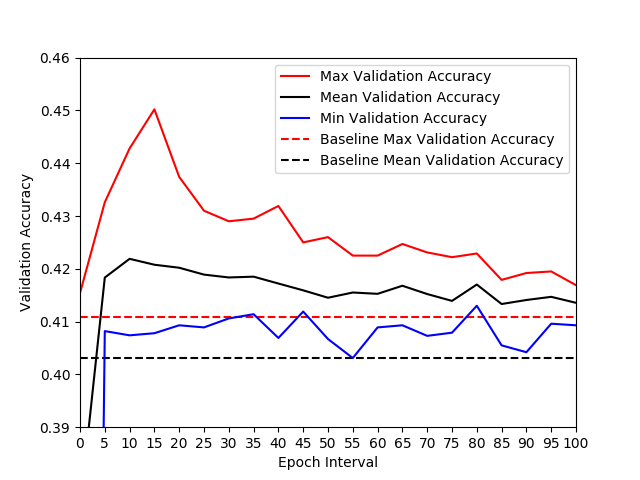 0.46
0.45
0.44
0.43
0.42
0.41
0.40
0.39
Validation Accuracy
Max Validation Accuracy
Mean Validation Accuracy
Min Validation Accuracy
Baseline Max Validation Accuracy
Baseline Mean Validation Accuracy
0 5 10 15 20 25 30 35 40 45 50 55 60 65 70 75 80 85 90 95 100
Epoch Interval